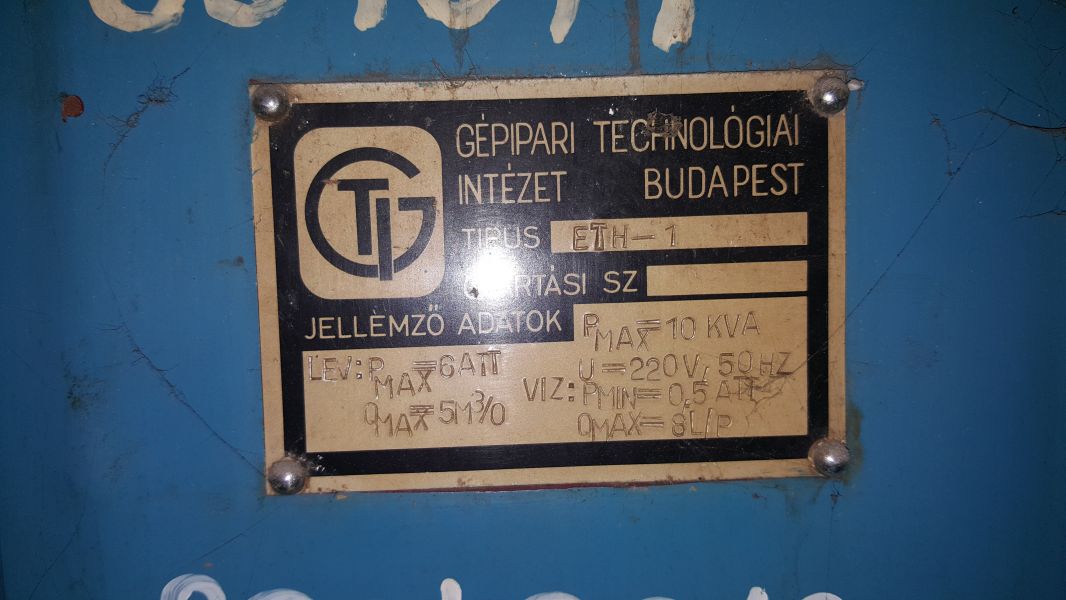 GTI
GÉPIPARI TECHNOLÓGIAI
INTÉZET BUDAPEST
TIPUS ETH-1
SZ
JELLEMZŐ ADATOK
PMAX=10 KVA
U=220V, 50HZ
LEV: PMAX=6ATT
QMAX=5M³/O
VIZ: PMIN=0,5 ATT
QMAX=8L/P